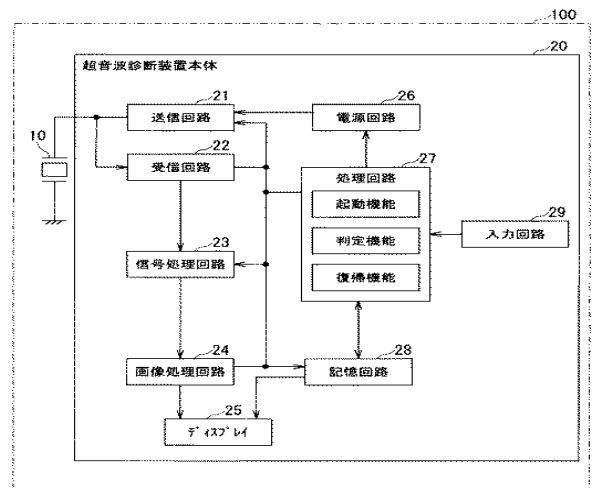 100
20
超音波診断装置本体
21
送信回路
26
電源回路
10
22
受信回路
27
処理回路
起動機能
判定機能
復帰機能
29
入力回路
23
信号処理回路
24
画像処理回路
28
記憶回路
25
ディスプレイ